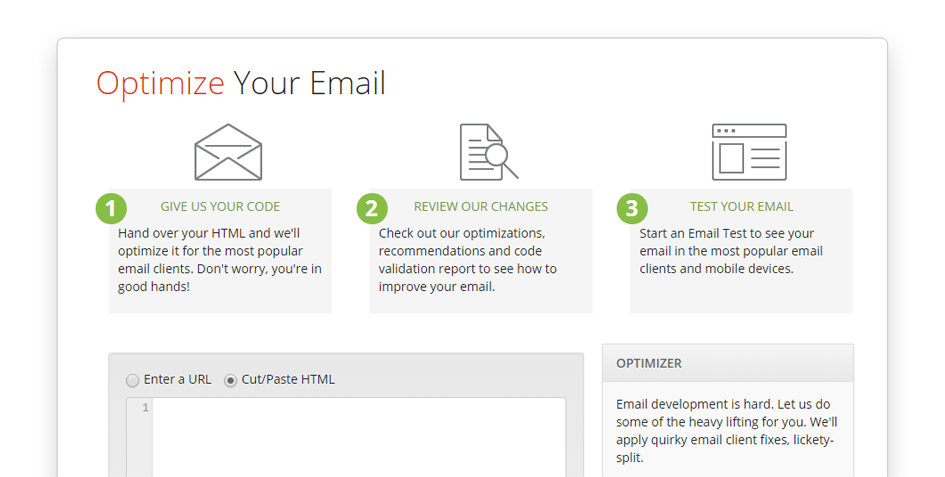 Optimize Your Email
1
GIVE US YOUR CODE
Hand over your HTML and we'll
optimize it for the most popular
email clients. Don't worry, you're in
good hands!
2
REVIEW OUR CHANGES
Check out our optimizations,
recommendations and code
validation report to see how to
improve your email.
3
TEST YOUR EMAIL
Start an Email Test to see your
email in the most popular email
clients and mobile devices.
Enter a URL Cut/Paste HTML
1
OPTIMIZER
Email development is hard. Let us do
some of the heavy lifting for you. We'll
apply quirky email client fixes, lickety-
split.